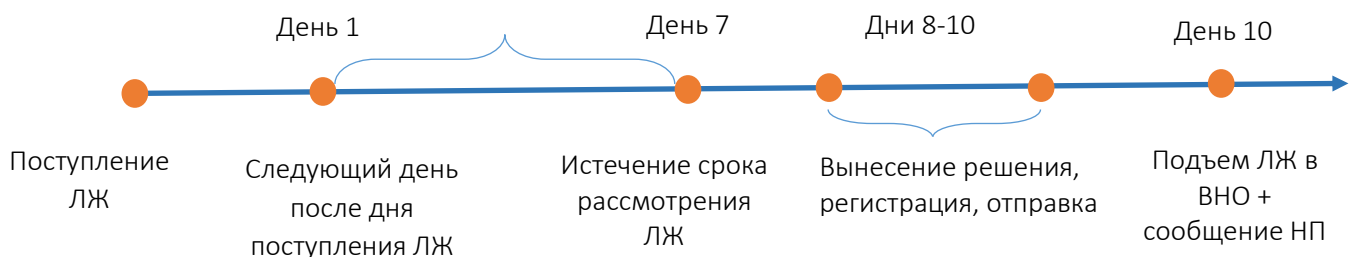 День 1
День 7
Дни 8-10
День 10
Поступление
ЛЖ
Следующий день
после дня
поступления ЛЖ
Истечение срока
рассмотрения
ЛЖ
Вынесение решения,
регистрация, отправка
Подъем ЛЖ в
ВНО +
сообщение НП